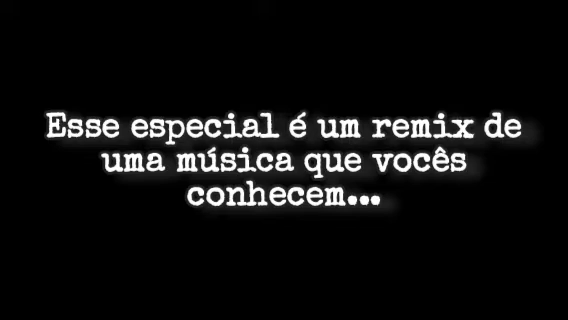 Esse especial é um remix de
uma música que vocês
conhecem...